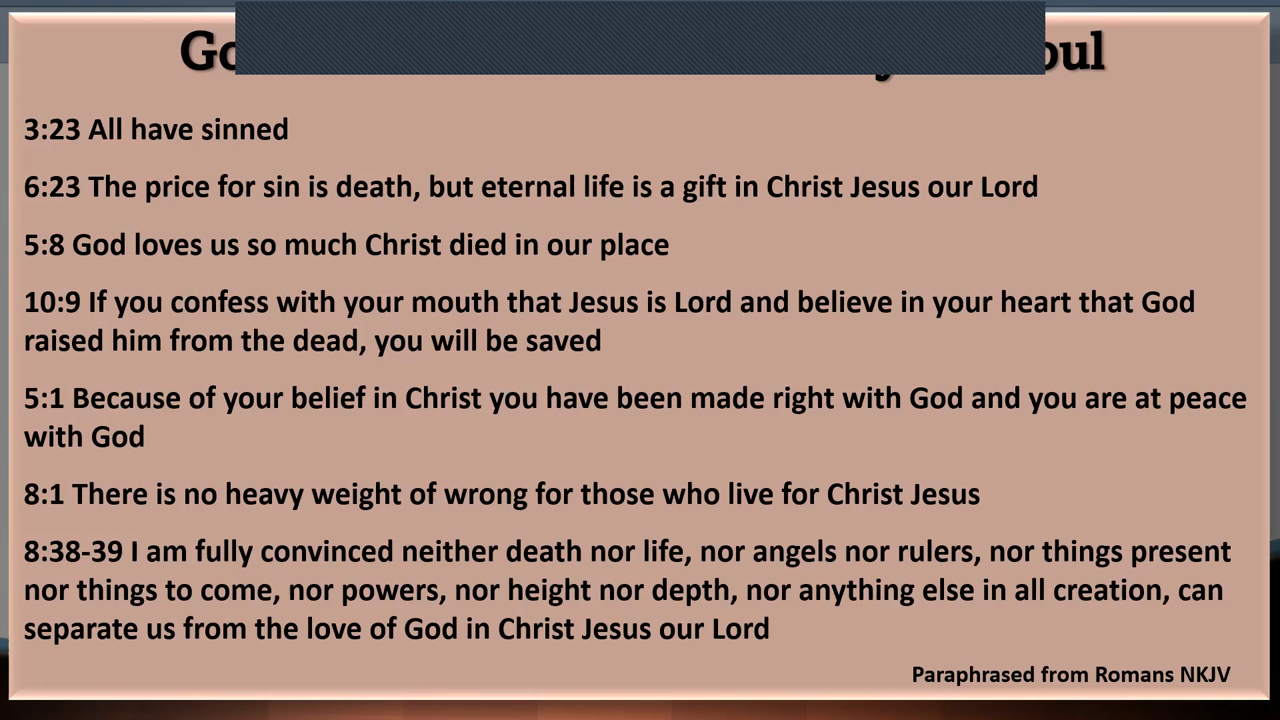 3:23 All have sinned
6:23 The price for sin is death, but eternal life is a gift in Christ Jesus our Lord
5:8 God loves us so much Christ died in our place
10:9 If you confess with your mouth that Jesus is Lord and believe in your heart that God
raised him from the dead, you will be saved
5:1 Because of your belief in Christ you have been made right with God and you are at peace
with God
8:1 There is no heavy weight of wrong for those who live for Christ Jesus
8:38-39 I am fully convinced neither death nor life, nor angels nor rulers, nor things present
nor things to come, nor powers, nor height nor depth, nor anything else in all creation, can
separate us from the love of God in Christ Jesus our Lord
Paraphrased from Romans NKJV